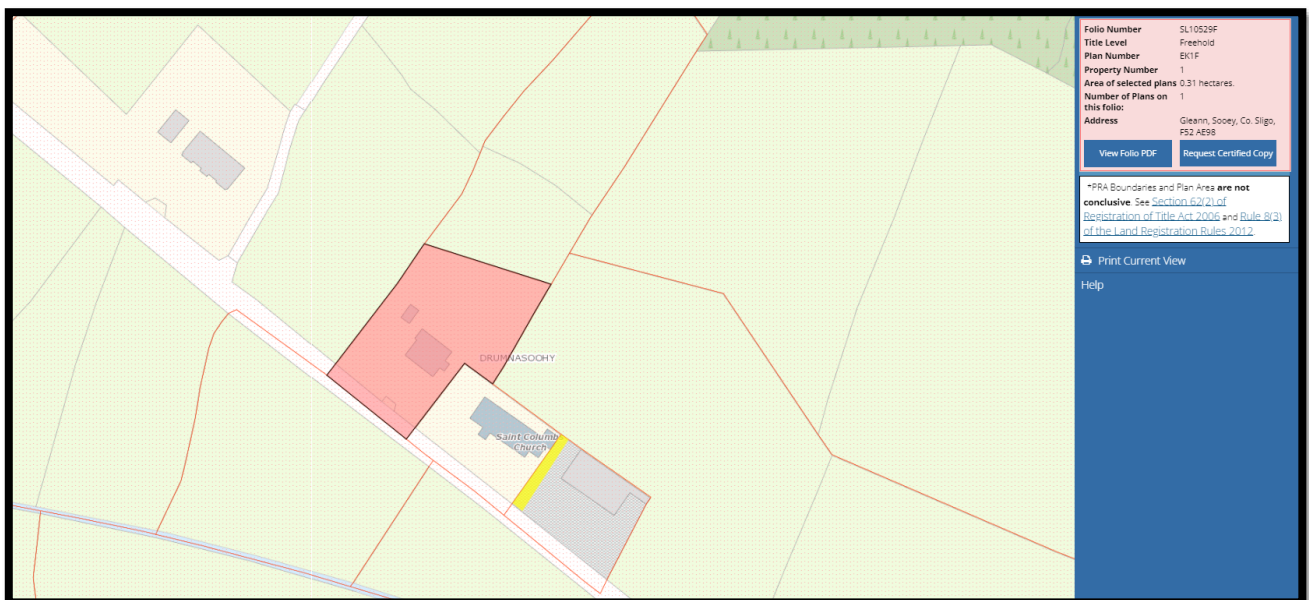 Folio Number SL10529F
Title Level Freehold
Plan Number EK1F
Property Number 1
Area of selected plans 0.31 hectares.
Number of Plans on 1
this folio:
Address Gleann, Sooey, Co. Sligo,
F52 AE98
View Folio PDF Request Certified Copy
*PRA Boundaries and Plan Area are not
conclusive. See Section 62(2) of
Registration of Title Act 2006 and Rule 8(3)
of the Land Registration Rules 2012
Print Current View
Help
DRUMNASOOHY
Saint Columb
Church